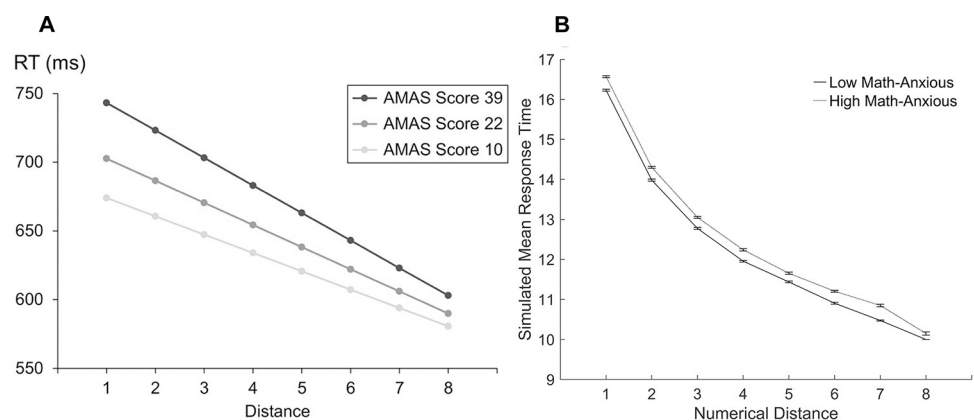 A
RT (ms)
750
700
650
600
550
AMAS Score 39
AMAS Score 22
AMAS Score 10
1 2 3 4 5 6 7 8
Distance
B
17
16
15
14
13
12
11
10
9
Simulated Mean Response Time
Low Math-Anxious
High Math-Anxious
1 2 3 4 5 6 7 8
Numerical Distance